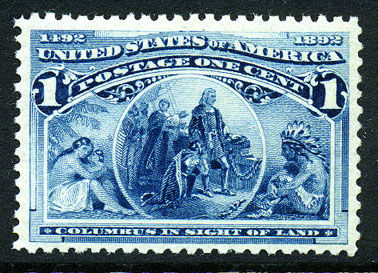 1492 1892
UNITED STATES OF AMERICA
POSTAGE ONE CENT
1 1
COLUMBUS IN SIGHT OF LAND